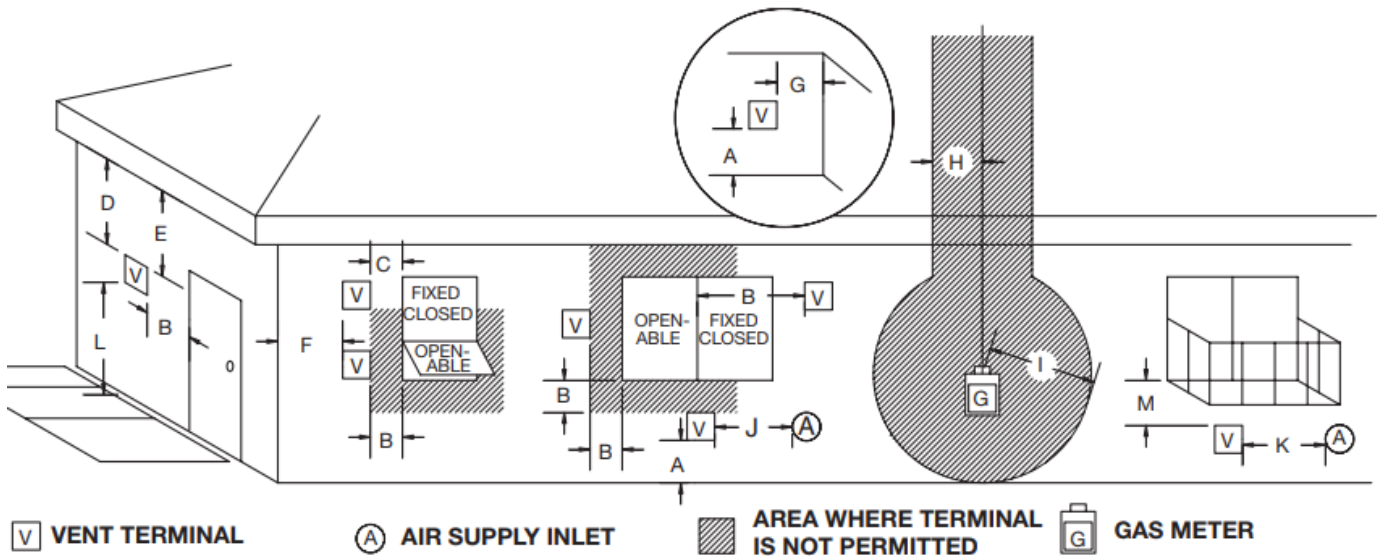 G
V
A
H
D
E
C
V
V
FIXED
CLOSED
B
V
B
OPEN-
ABLE
FIXED
CLOSED
V
L
B
F
OPEN-
ABLE
V
I
G
B
M
V
J
A
V
K
A
B
B
A
V VENT TERMINAL
A AIR SUPPLY INLET
AREA WHERE TERMINAL
IS NOT PERMITTED
G GAS METER